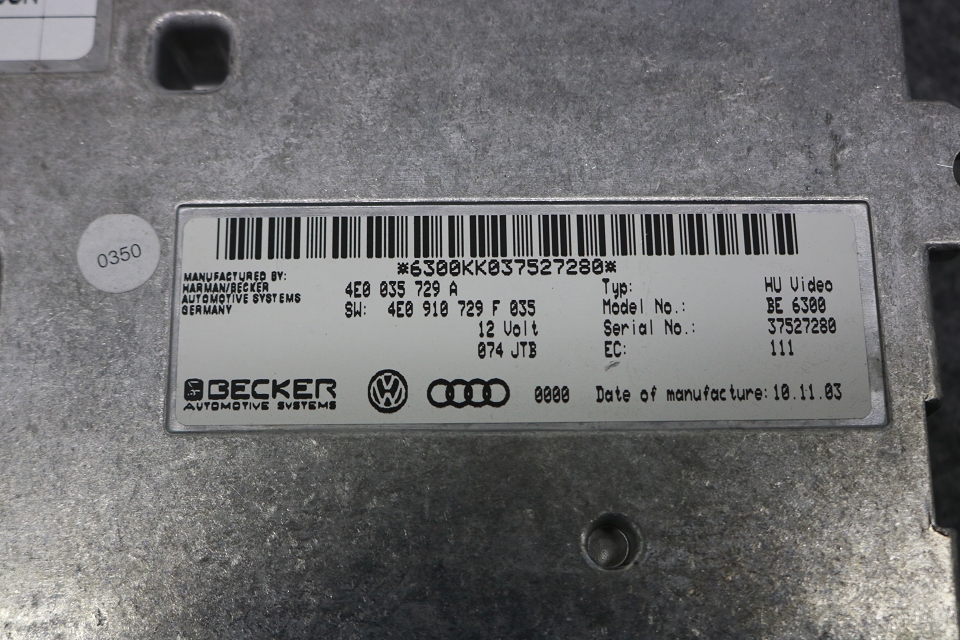 0350
*6300KK037527280*
MANUFACTURED BY:
HARMAN/BECKER
AUTOMOTIVE SYSTEMS
GERMANY
4E0 035 729 A
SW: 4E0 910 729 F 035
12 Volt
074 JTB
Typ: HU Video
Model No.: BE 6300
Serial No.: 37527280
EC: 111
BECKER
AUTOMOTIVE SYSTEMS
0000 Date of manufacture: 10.11.03